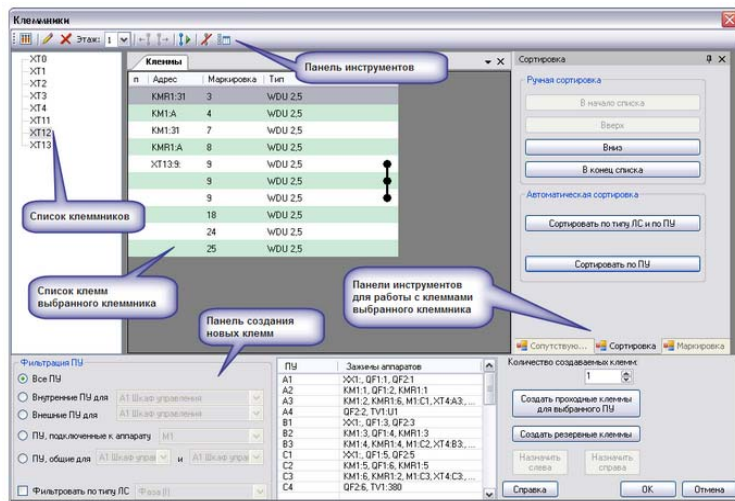 Клеммники
Этаж: 1
XT0
XT1
XT2
XT3
XT4
XT11
XT12
XT13
Список клеммников
Клеммы
п Адрес Маркировка Тип
KMR1:31 3 WDU 2,5
KM1:A 4 WDU 2,5
KM1:31 7 WDU 2,5
KMR1:A 8 WDU 2,5
XT13:9: 9 WDU 2,5
9 WDU 2,5
9 WDU 2,5
18 WDU 2,5
24 WDU 2,5
25 WDU 2,5
Панель инструментов
Список клемм
выбранного клеммника
Панель создания
новых клемм
Панели инструментов
для работы с клеммами
выбранного клеммника
Сортировка
Ручная сортировка
В начало списка
Вверх
Вниз
В конец списка
Автоматическая сортировка
Сортировать по типу ЛС и по ПУ
Сортировать по ПУ
Сопутствую... Сортировка Маркировка
Фильтрация ПУ
Все ПУ
Внутренние ПУ для A1 Шкаф управления
Внешние ПУ для A1 Шкаф управления
ПУ, подключенные к аппарату M1
ПУ, общие для A1 Шкаф упра и A1 Шкаф упра
Фильтровать по типу ЛС Фаза (l)
ПУ Зажимы аппаратов
A1 XX1:, QF1:1, QF2:1
A2 KM1:1, QF1:2, KMR1:1
A3 KM1:2, KMR1:6, M1:C1, XT4:A3:, ...
A4 QF2:2, TV1:U1
B1 XX1:, QF1:3, QF2:3
B2 KM1:3, QF1:4, KMR1:3
B3 KM1:4, KMR1:4, M1:C2, XT4:B3:, ...
C1 XX1:, QF1:5, QF2:5
C2 KM1:5, QF1:6, KMR1:5
C3 KM1:6, KMR1:2, M1:C3, XT4:C3:, ...
C4 QF2:6, TV1:380
Количество создаваемых клемм:
1
Создать проходные клеммы
для выбранного ПУ
Создать резервные клеммы
Назначить
слева
Назначить
справа
Справка OK Отмена